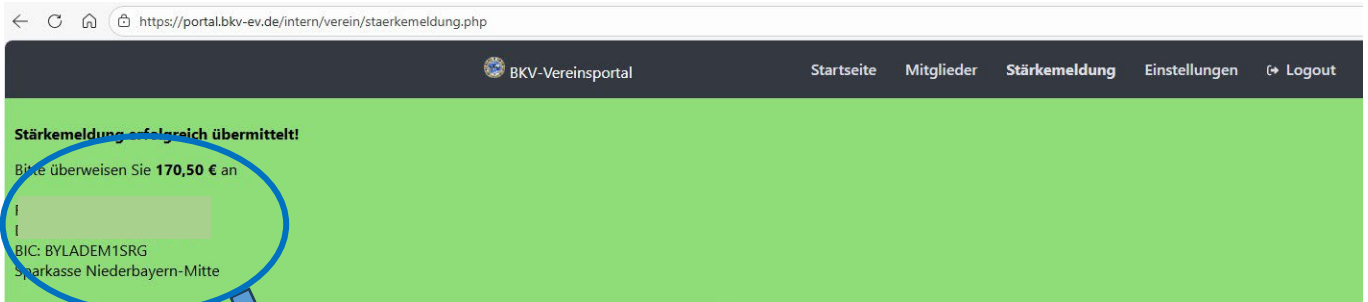 https://portal.bkv-ev.de/intern/verein/staerkemeldung.php
BKV-Vereinsportal Startseite Mitglieder Stärkemeldung Einstellungen Logout
Stärkemeldung erfolgreich übermittelt!
Bitte überweisen Sie 170,50 € an
BIC: BYLADEM1SRG
Sparkasse Niederbayern-Mitte